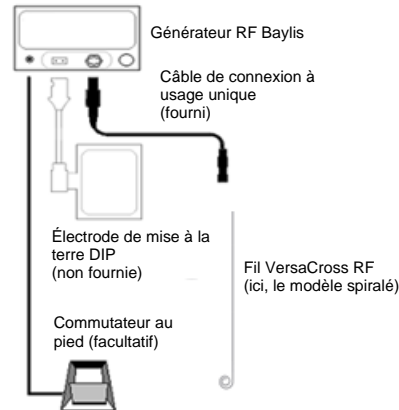 Générateur RF Baylis
Câble de connexion à
usage unique
(fourni)
Électrode de mise à la
terre DIP
(non fournie)
Fil VersaCross RF
(ici, le modèle spiralé)
Commutateur au
pied (facultatif)